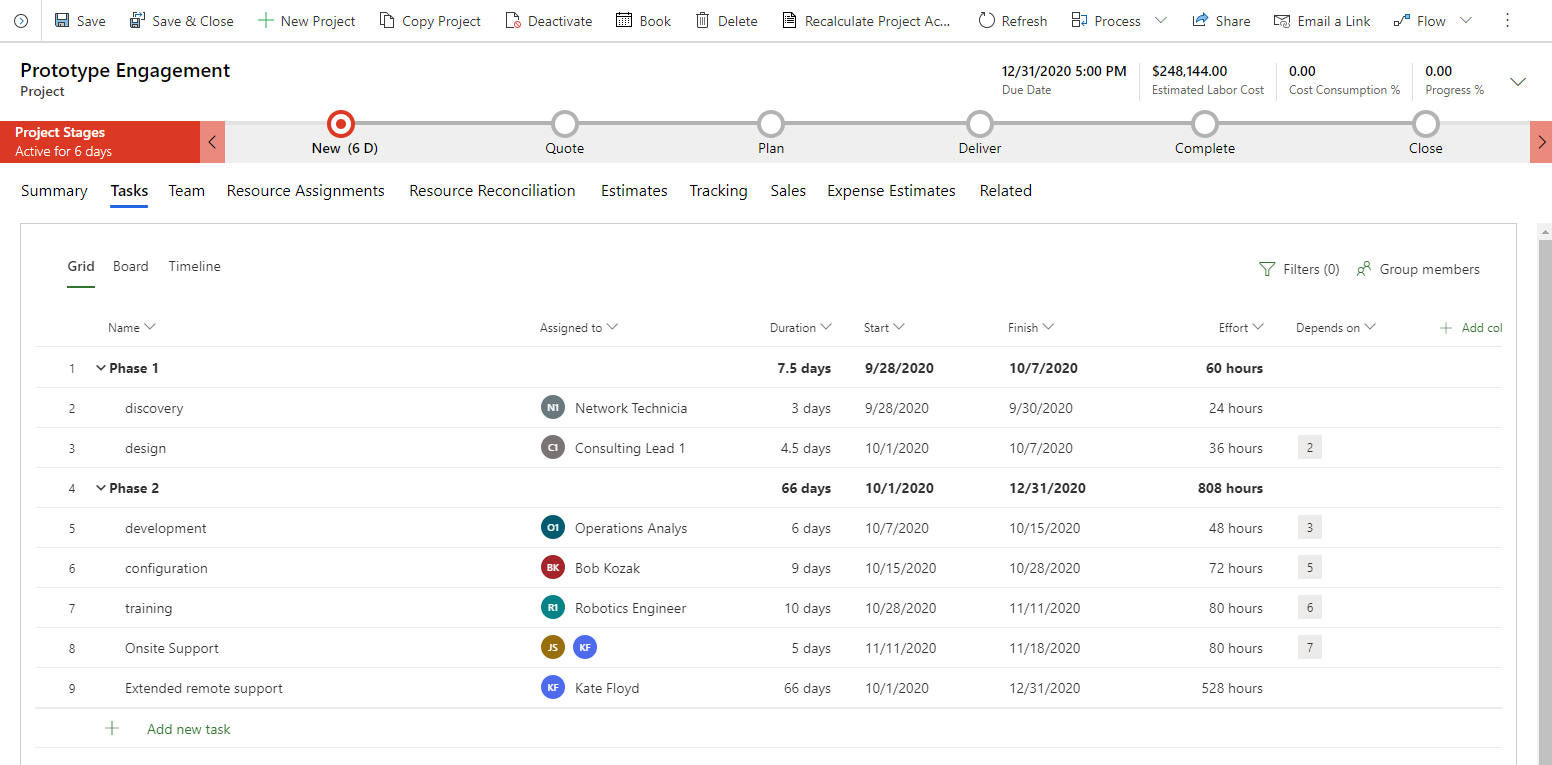 Save Save & Close New Project Copy Project Deactivate Book Delete Recalculate Project Ac... Refresh Process Share Email a Link Flow
Prototype Engagement
Project
12/31/2020 5:00 PM $248,144.00 0.00 0.00
Due Date Estimated Labor Cost Cost Consumption % Progress %
Project Stages
Active for 6 days
New (6 D) Quote Plan Deliver Complete Close
Summary Tasks Team Resource Assignments Resource Reconciliation Estimates Tracking Sales Expense Estimates Related
Grid Board Timeline Filters (0) Group members
Name Assigned to Duration Start Finish Effort Depends on Add col
1 Phase 1 7.5 days 9/28/2020 10/7/2020 60 hours
2 discovery N1 Network Technicia 3 days 9/28/2020 9/30/2020 24 hours
3 design C1 Consulting Lead 1 4.5 days 10/1/2020 10/7/2020 36 hours 2
4 Phase 2 66 days 10/1/2020 12/31/2020 808 hours
5 development O1 Operations Analys 6 days 10/7/2020 10/15/2020 48 hours 3
6 configuration BK Bob Kozak 9 days 10/15/2020 10/28/2020 72 hours 5
7 training R1 Robotics Engineer 10 days 10/28/2020 11/11/2020 80 hours 6
8 Onsite Support JS KF 5 days 11/11/2020 11/18/2020 80 hours 7
9 Extended remote support KF Kate Floyd 66 days 10/1/2020 12/31/2020 528 hours
Add new task